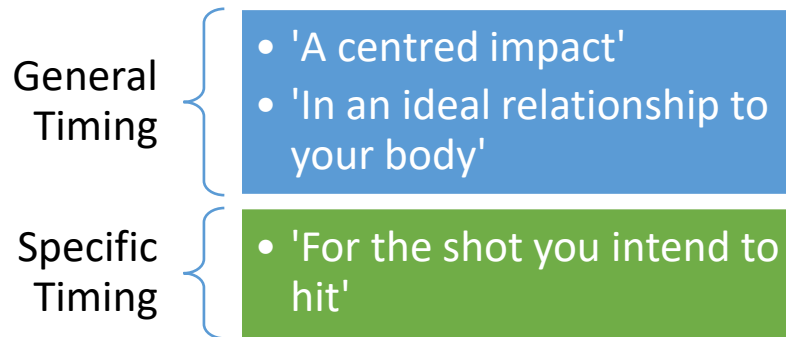 General
Timing
• 'A centred impact'
• 'In an ideal relationship to
your body'
Specific
Timing
• 'For the shot you intend to
hit'